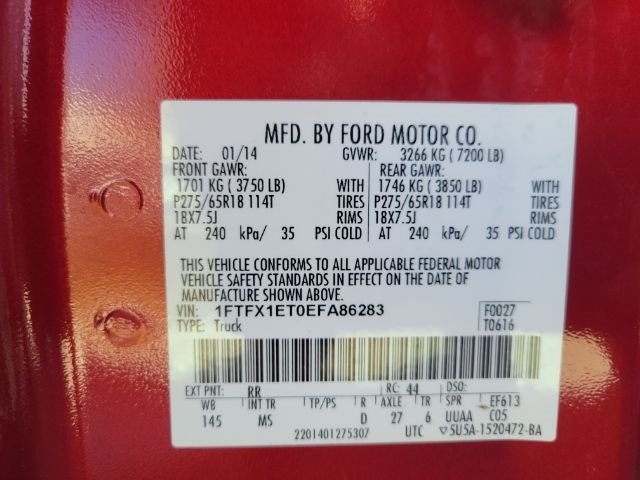 MFD. BY FORD MOTOR CO.
DATE: 01/14 GVWR: 3266 KG ( 7200 LB)
FRONT GAWR: REAR GAWR:
1701 KG ( 3750 LB) WITH 1746 KG ( 3850 LB) WITH
P275/65R18 114T TIRES P275/65R18 114T TIRES
18X7.5J RIMS 18X7.5J RIMS
AT 240 kPa/ 35 PSI COLD AT 240 kPa/ 35 PSI COLD
THIS VEHICLE CONFORMS TO ALL APPLICABLE FEDERAL MOTOR
VEHICLE SAFETY STANDARDS IN EFFECT ON THE DATE OF
MANUFACTURE SHOWN ABOVE.
VIN: 1FTFX1ET0EFA86283 F0027
TYPE: Truck T0616
EXT PNT: RR RC: 44 DSO:
WB INT TR TP/PS R AXLE TR SPR EF613
145 MS D 27 6 UUAA C05
2201401275307 UTC ▽5U5A-1520472-BA